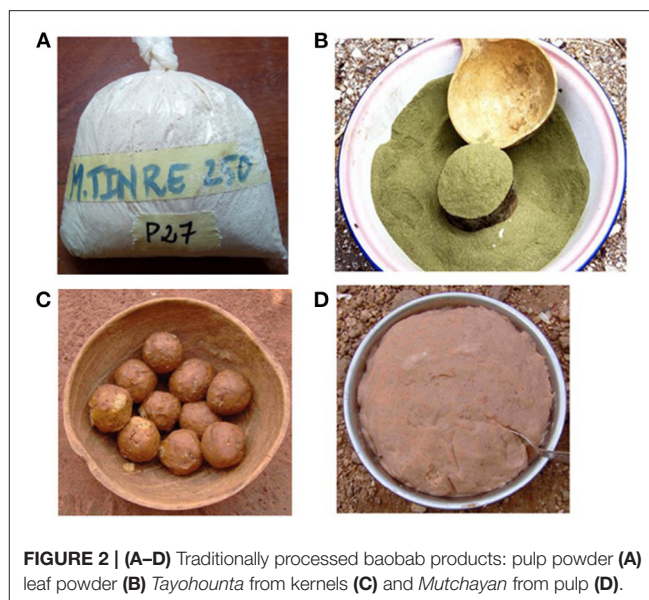 A
B
M.TINRE 250
P27
C
D
FIGURE 2 | (A–D) Traditionally processed baobab products: pulp powder (A)
leaf powder (B) Tayohounta from kernels (C) and Mutchayan from pulp (D).